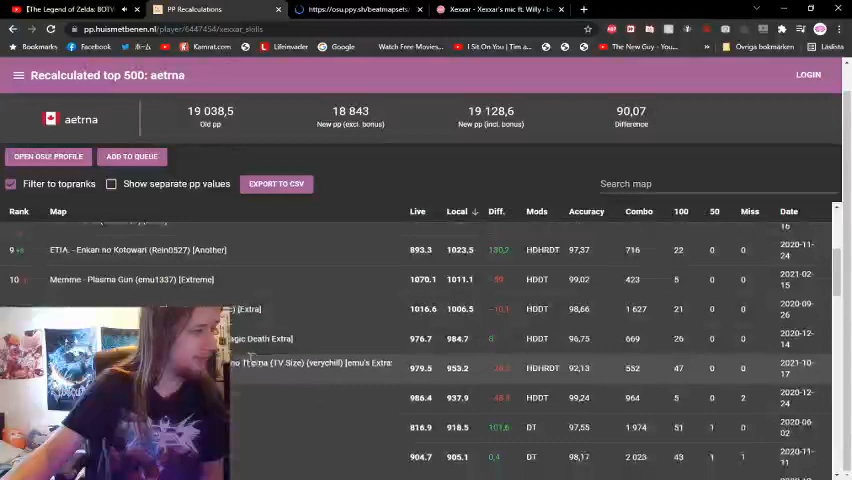 【The Legend of Zelda: BOTW
PP Recalculations
https://osu.ppy.sh/beatmapsets/
Xexxar - Xexxar's mic ft. Willy · b
pp.huismetbenen.nl/player/6447454/xexxar_skills
Bookmarks Facebook YouTube Kamrat.com Lifeinvader Google Watch Series, Movies I Sit On You | Tim a... The New Guy - You... Övriga bokmärken Läslista
Recalculated top 500: aetrna LOGIN
aetrna
19 038,5 18 843 19 128,6 90,07
Old pp New pp (excl. bonus) New pp (incl. bonus) Difference
OPEN OSU! PROFILE ADD TO QUEUE
Filter to topranks Show separate pp values EXPORT TO CSV Search map
Rank Map Live Local Diff. Mods Accuracy Combo 100 50 Miss Date
16
9 ETIA. - Enkan no Kotowari (Rein0527) [Another] 893.3 1023,5 130,2 HDHRDT 97,37 716 22 0 0 2020-11-24
10 Memme - Plasma Gun (emu1337) [Extreme] 1070.1 1011.1 -59 HDDT 99,02 423 5 0 0 2021-02-15
) [Extra] 1016.6 1006.5 -10,1 HDDT 98,66 1 627 21 0 0 2020-09-26
agic Death Extra] 976.7 984.7 8 HDDT 96,75 669 26 0 0 2020-12-14
no Thema (TV Size) (verychill) [emu's Extra: 979.5 953.2 HDHRDT 92,13 552 47 0 0 2021-10-17
986.4 937.9 HDDT 99,24 964 5 0 2 2020-12-24
816.9 918.5 101,6 DT 97,55 1 974 51 1 0 2020-06-02
904.7 905.1 0,4 DT 98,17 2 023 43 1 1 2020-11-11